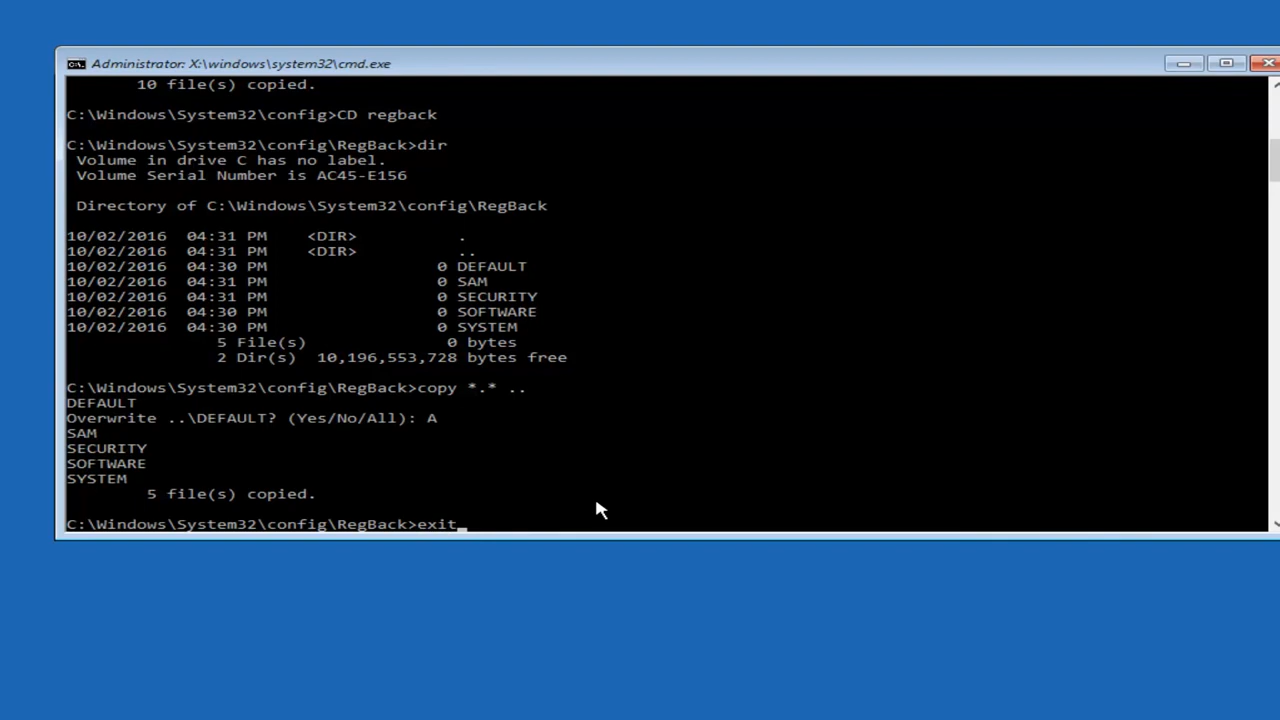 Administrator: X:\windows\system32\cmd.exe
10 file(s) copied.
C:\Windows\System32\config>CD regback
C:\Windows\System32\config\RegBack>dir
Volume in drive C has no label.
Volume Serial Number is AC45-E156
Directory of C:\Windows\System32\config\RegBack
10/02/2016 04:31 PM <DIR> .
10/02/2016 04:31 PM <DIR> ..
10/02/2016 04:30 PM 0 DEFAULT
10/02/2016 04:31 PM 0 SAM
10/02/2016 04:31 PM 0 SECURITY
10/02/2016 04:30 PM 0 SOFTWARE
10/02/2016 04:30 PM 0 SYSTEM
5 File(s) 0 bytes
2 Dir(s) 10,196,553,728 bytes free
C:\Windows\System32\config\RegBack>copy *.* ..
DEFAULT
Overwrite ..\DEFAULT? (Yes/No/All): A
SAM
SECURITY
SOFTWARE
SYSTEM
5 file(s) copied.
C:\Windows\System32\config\RegBack>exit_